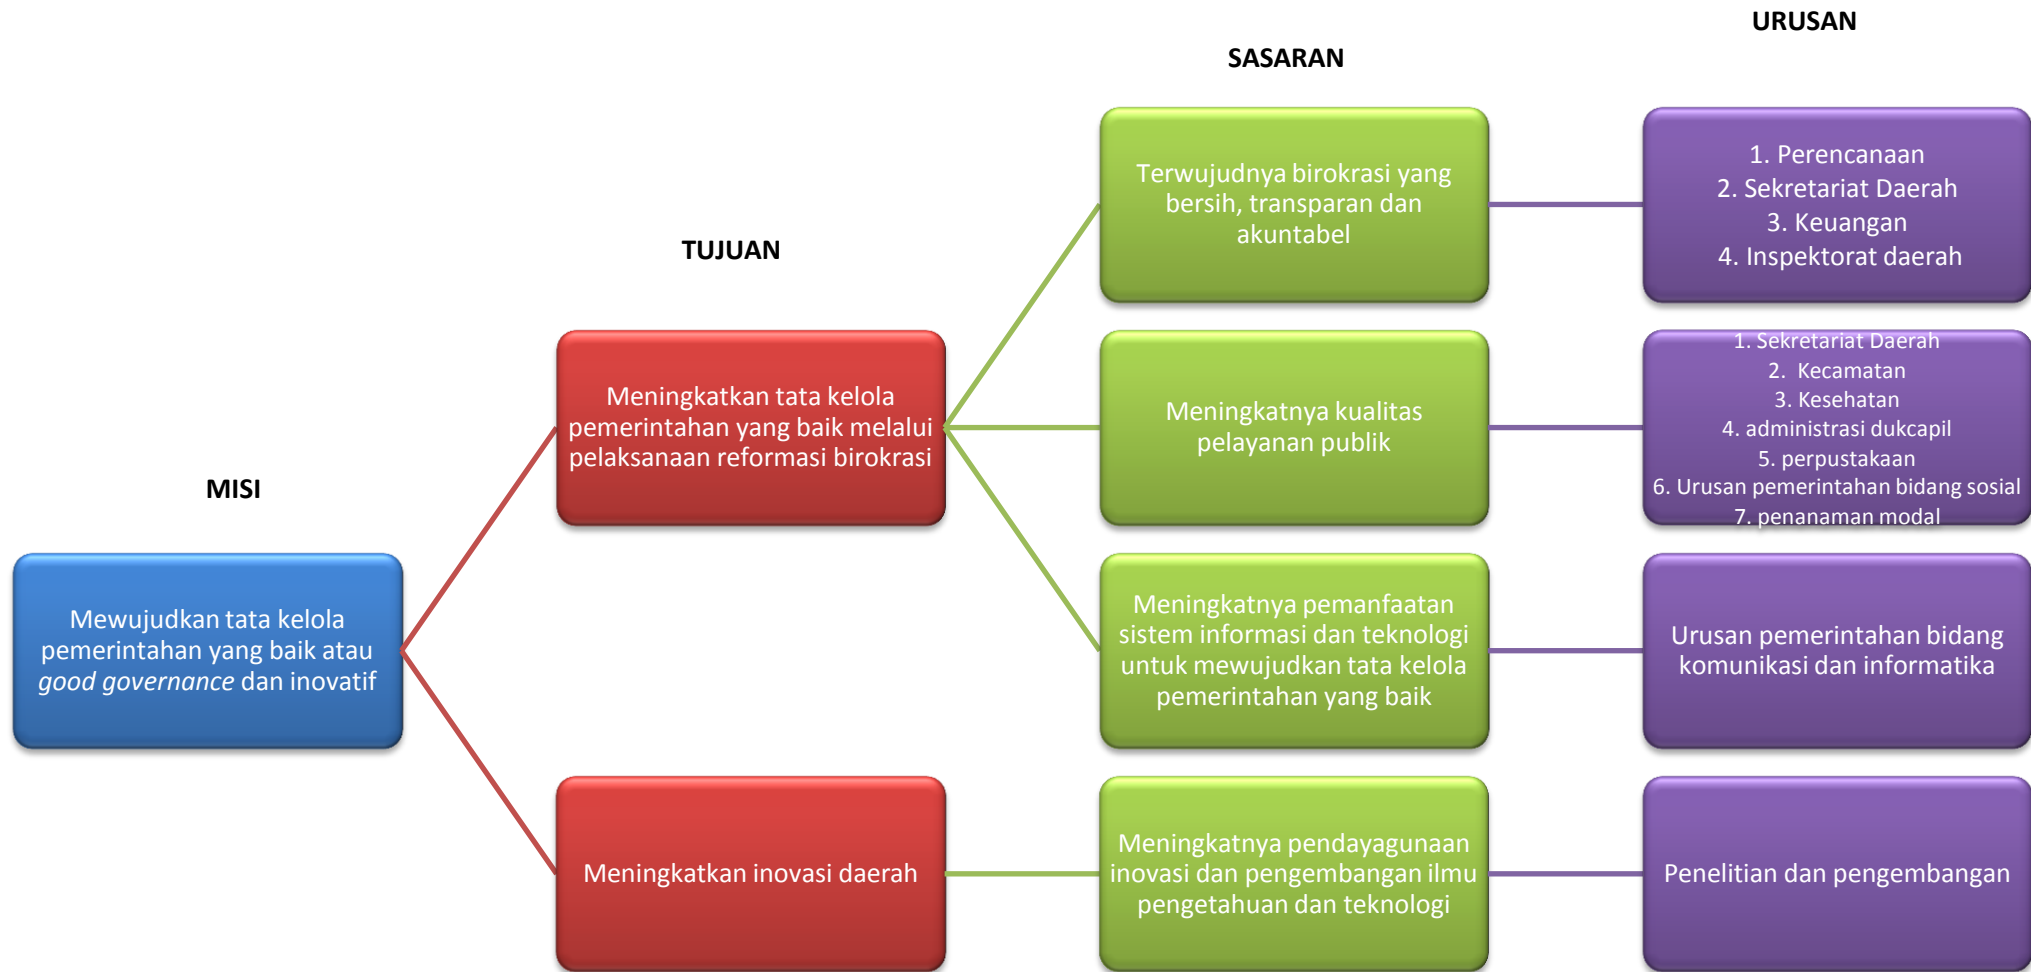 URUSAN
SASARAN
TUJUAN
MISI
Mewujudkan tata kelola
pemerintahan yang baik atau
good governance dan inovatif
Meningkatkan tata kelola
pemerintahan yang baik melalui
pelaksanaan reformasi birokrasi
Terwujudnya birokrasi yang
bersih, transparan dan
akuntabel
1. Perencanaan
2. Sekretariat Daerah
3. Keuangan
4. Inspektorat daerah
Meningkatnya kualitas
pelayanan publik
1. Sekretariat Daerah
2. Kecamatan
3. Kesehatan
4. administrasi dukcapil
5. perpustakaan
6. Urusan pemerintahan bidang sosial
7. penanaman modal
Meningkatnya pemanfaatan
sistem informasi dan teknologi
untuk mewujudkan tata kelola
pemerintahan yang baik
Urusan pemerintahan bidang
komunikasi dan informatika
Meningkatkan inovasi daerah
Meningkatnya pendayagunaan
inovasi dan pengembangan ilmu
pengetahuan dan teknologi
Penelitian dan pengembangan